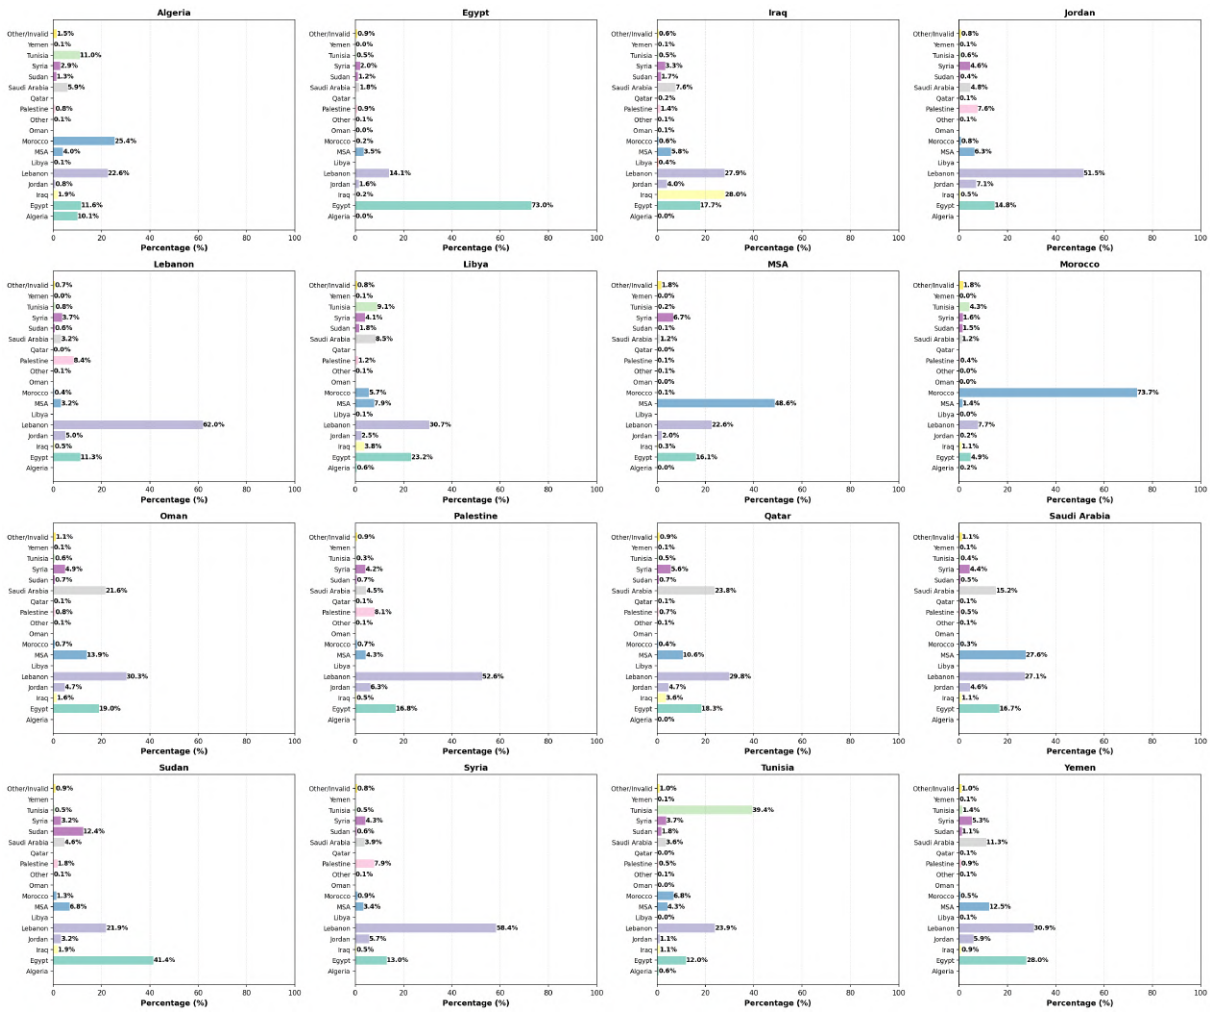 Algeria
Other/Invalid 1.5%
Yemen 0.1%
Tunisia 11.0%
Syria 2.9%
Sudan 1.3%
Saudi Arabia 5.9%
Qatar
Palestine 0.8%
Other 0.1%
Oman
Morocco 25.4%
MSA 4.0%
Libya 0.1%
Lebanon 22.6%
Jordan 0.8%
Iraq 1.9%
Egypt 11.6%
Algeria 10.1%
0 20 40 60 80 100
Percentage (%)
Egypt
Other/Invalid 0.9%
Yemen 0.0%
Tunisia 0.5%
Syria 2.0%
Sudan 1.2%
Saudi Arabia 1.8%
Qatar
Palestine 0.9%
Other 0.1%
Oman 0.0%
Morocco 0.2%
MSA 3.5%
Libya
Lebanon 14.1%
Jordan 1.6%
Iraq 0.2%
Egypt 73.0%
Algeria 0.0%
0 20 40 60 80 100
Percentage (%)
Iraq
Other/Invalid 0.6%
Yemen 0.1%
Tunisia 0.5%
Syria 3.3%
Sudan 1.7%
Saudi Arabia 7.6%
Qatar 0.2%
Palestine 1.4%
Other 0.1%
Oman 0.1%
Morocco 0.6%
MSA 5.8%
Libya 0.4%
Lebanon 27.9%
Jordan 4.0%
Iraq 28.0%
Egypt 17.7%
Algeria 0.0%
0 20 40 60 80 100
Percentage (%)
Jordan
Other/Invalid 0.8%
Yemen 0.1%
Tunisia 0.6%
Syria 4.6%
Sudan 0.4%
Saudi Arabia 4.8%
Qatar 0.1%
Palestine 7.6%
Other 0.1%
Oman
Morocco 0.8%
MSA 6.3%
Libya
Lebanon 51.5%
Jordan 7.1%
Iraq 0.5%
Egypt 14.8%
Algeria
0 20 40 60 80 100
Percentage (%)
Lebanon
Other/Invalid 0.7%
Yemen 0.0%
Tunisia 0.8%
Syria 3.7%
Sudan 0.6%
Saudi Arabia 3.2%
Qatar 0.0%
Palestine 8.4%
Other 0.1%
Oman
Morocco 0.4%
MSA 3.2%
Libya
Lebanon 62.0%
Jordan 5.0%
Iraq 0.5%
Egypt 11.3%
Algeria
0 20 40 60 80 100
Percentage (%)
Libya
Other/Invalid 0.8%
Yemen 0.1%
Tunisia 9.1%
Syria 4.1%
Sudan 1.8%
Saudi Arabia 8.5%
Qatar
Palestine 1.2%
Other 0.1%
Oman
Morocco 5.7%
MSA 7.9%
Libya 0.1%
Lebanon 30.7%
Jordan 2.5%
Iraq 3.8%
Egypt 23.2%
Algeria 0.6%
0 20 40 60 80 100
Percentage (%)
MSA
Other/Invalid 1.8%
Yemen 0.0%
Tunisia 0.2%
Syria 6.7%
Sudan 0.1%
Saudi Arabia 1.2%
Qatar 0.0%
Palestine 0.1%
Other 0.1%
Oman 0.0%
Morocco 0.1%
MSA 48.6%
Libya
Lebanon 22.6%
Jordan 2.0%
Iraq 0.3%
Egypt 16.1%
Algeria 0.0%
0 20 40 60 80 100
Percentage (%)
Morocco
Other/Invalid 1.8%
Yemen 0.0%
Tunisia 4.3%
Syria 1.6%
Sudan 1.5%
Saudi Arabia 1.2%
Qatar
Palestine 0.4%
Other 0.0%
Oman 0.0%
Morocco 73.7%
MSA 1.4%
Libya 0.0%
Lebanon 7.7%
Jordan 0.2%
Iraq 1.1%
Egypt 4.9%
Algeria 0.2%
0 20 40 60 80 100
Percentage (%)
Oman
Other/Invalid 1.1%
Yemen 0.1%
Tunisia 0.6%
Syria 4.9%
Sudan 0.7%
Saudi Arabia 21.6%
Qatar 0.1%
Palestine 0.8%
Other 0.1%
Oman
Morocco 0.7%
MSA 13.9%
Libya
Lebanon 30.3%
Jordan 4.7%
Iraq 1.6%
Egypt 19.0%
Algeria
0 20 40 60 80 100
Percentage (%)
Palestine
Other/Invalid 0.9%
Yemen
Tunisia 0.3%
Syria 4.2%
Sudan 0.7%
Saudi Arabia 4.5%
Qatar 0.1%
Palestine 8.1%
Other 0.1%
Oman
Morocco 0.7%
MSA 4.3%
Libya
Lebanon 52.6%
Jordan 6.3%
Iraq 0.5%
Egypt 16.8%
Algeria
0 20 40 60 80 100
Percentage (%)
Qatar
Other/Invalid 0.9%
Yemen 0.1%
Tunisia 0.5%
Syria 5.6%
Sudan 0.7%
Saudi Arabia 23.8%
Qatar 0.1%
Palestine 0.7%
Other 0.1%
Oman
Morocco 0.4%
MSA 10.6%
Libya
Lebanon 29.8%
Jordan 4.7%
Iraq 3.6%
Egypt 18.3%
Algeria 0.0%
0 20 40 60 80 100
Percentage (%)
Saudi Arabia
Other/Invalid 1.1%
Yemen 0.1%
Tunisia 0.4%
Syria 4.4%
Sudan 0.5%
Saudi Arabia 15.2%
Qatar 0.1%
Palestine 0.5%
Other 0.1%
Oman
Morocco 0.3%
MSA 27.6%
Libya
Lebanon 27.1%
Jordan 4.6%
Iraq 1.1%
Egypt 16.7%
Algeria
0 20 40 60 80 100
Percentage (%)
Sudan
Other/Invalid 0.9%
Yemen
Tunisia 0.5%
Syria 3.2%
Sudan 12.4%
Saudi Arabia 4.6%
Qatar
Palestine 1.8%
Other 0.1%
Oman
Morocco 1.3%
MSA 6.8%
Libya
Lebanon 21.9%
Jordan 3.2%
Iraq 1.9%
Egypt 41.4%
Algeria
0 20 40 60 80 100
Percentage (%)
Syria
Other/Invalid 0.8%
Yemen
Tunisia 0.5%
Syria 4.3%
Sudan 0.6%
Saudi Arabia 3.9%
Qatar
Palestine 7.9%
Other 0.1%
Oman
Morocco 0.9%
MSA 3.4%
Libya
Lebanon 58.4%
Jordan 5.7%
Iraq 0.5%
Egypt 13.0%
Algeria
0 20 40 60 80 100
Percentage (%)
Tunisia
Other/Invalid 1.0%
Yemen 0.1%
Tunisia 39.4%
Syria 3.7%
Sudan 1.8%
Saudi Arabia 3.6%
Qatar 0.0%
Palestine 0.5%
Other 0.1%
Oman 0.0%
Morocco 6.8%
MSA 4.3%
Libya 0.0%
Lebanon 23.9%
Jordan 1.1%
Iraq 1.1%
Egypt 12.0%
Algeria 0.6%
0 20 40 60 80 100
Percentage (%)
Yemen
Other/Invalid 1.0%
Yemen 0.1%
Tunisia 1.4%
Syria 5.3%
Sudan 1.1%
Saudi Arabia 11.3%
Qatar 0.1%
Palestine 0.9%
Other 0.1%
Oman
Morocco 0.5%
MSA 12.5%
Libya 0.1%
Lebanon 30.9%
Jordan 5.9%
Iraq 0.9%
Egypt 28.0%
Algeria
0 20 40 60 80 100
Percentage (%)